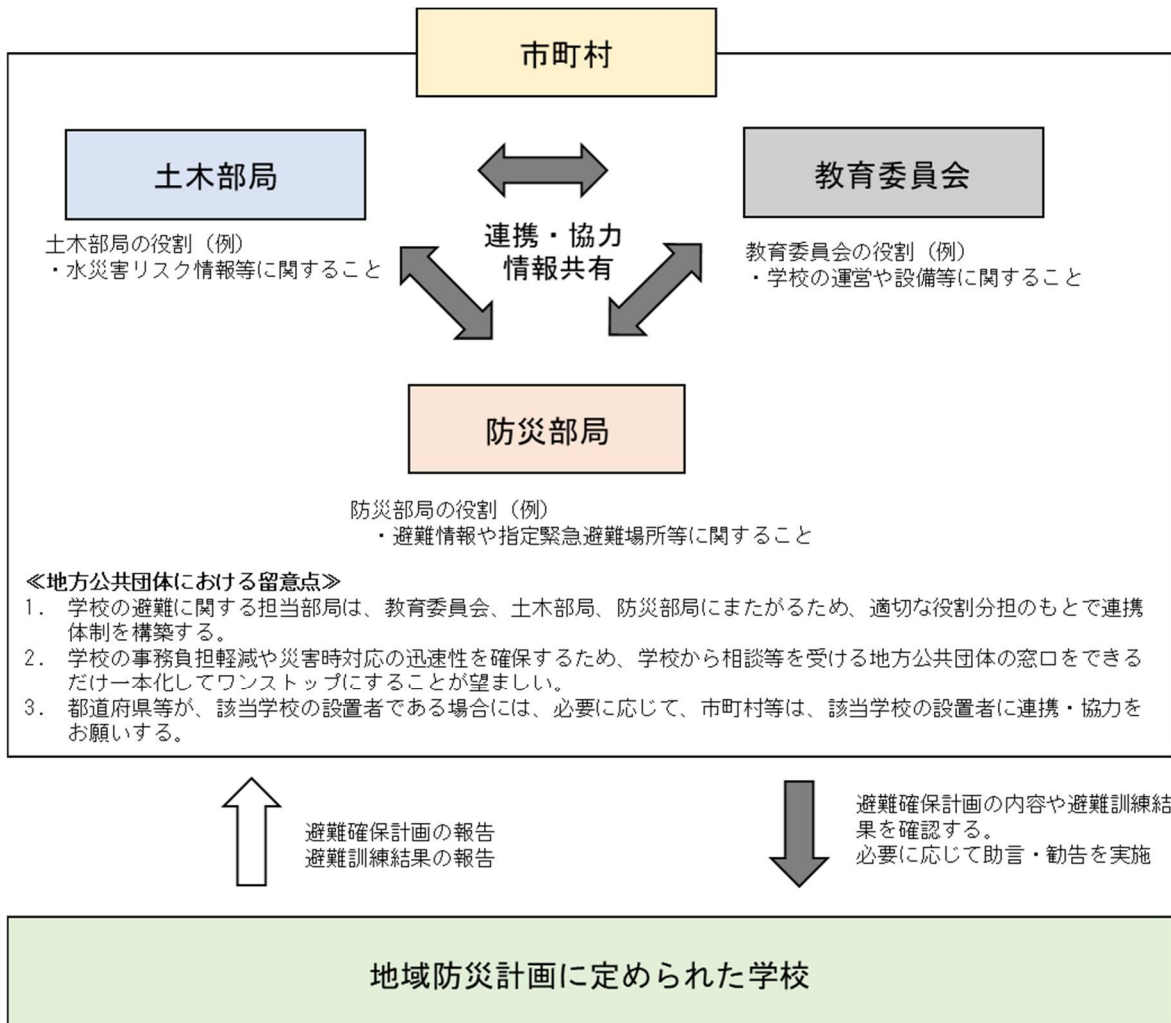 市町村
土木部局
教育委員会
土木部局の役割（例）
・水災害リスク情報等に関すること
連携・協力
情報共有
教育委員会の役割（例）
・学校の運営や設備等に関すること
防災部局
防災部局の役割（例）
・避難情報や指定緊急避難場所等に関すること
≪地方公共団体における留意点≫
1. 学校の避難に関する担当部局は、教育委員会、土木部局、防災部局にまたがるため、適切な役割分担のもとで連携
体制を構築する。
2. 学校の事務負担軽減や災害時対応の迅速性を確保するため、学校から相談等を受ける地方公共団体の窓口をできる
だけ一本化してワンストップにすることが望ましい。
3. 都道府県等が、該当学校の設置者である場合には、必要に応じて、市町村等は、該当学校の設置者に連携・協力を
お願いする。
避難確保計画の報告
避難訓練結果の報告
避難確保計画の内容や避難訓練結
果を確認する。
必要に応じて助言・勧告を実施
地域防災計画に定められた学校